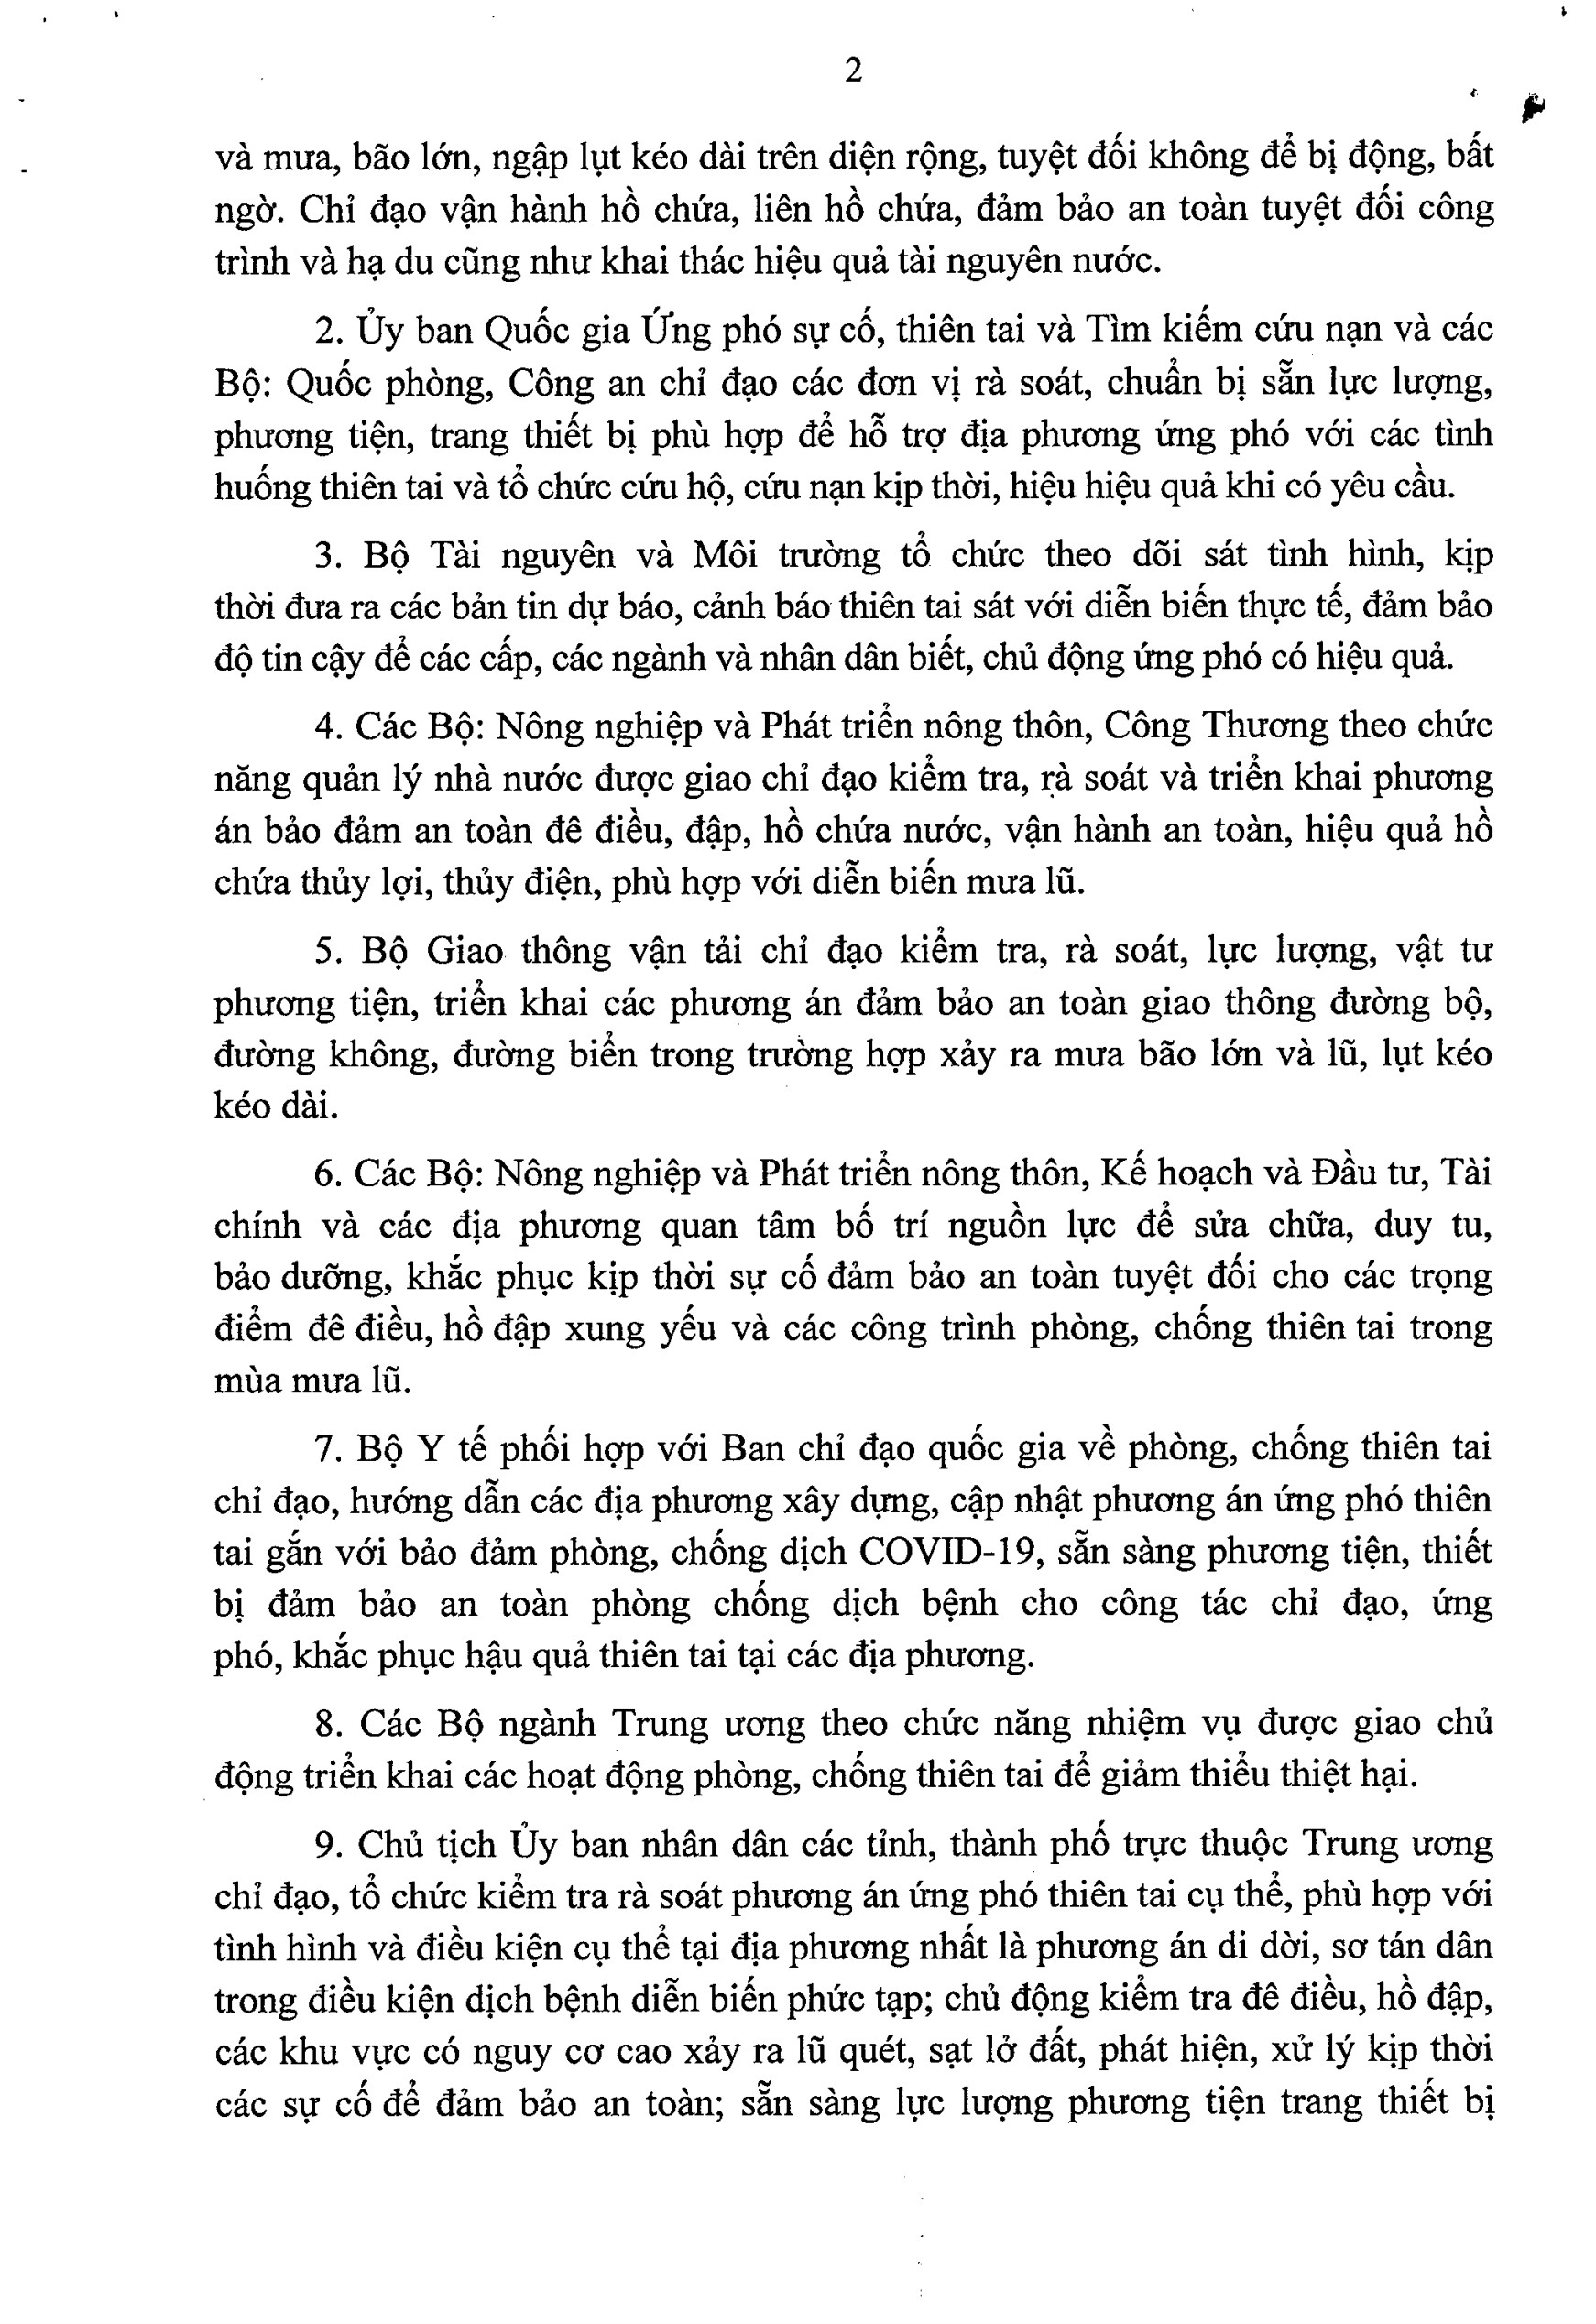 2
và mưa, bão lớn, ngập lụt kéo dài trên diện rộng, tuyệt đối không để bị động, bất
ngờ. Chỉ đạo vận hành hồ chứa, liên hồ chứa, đảm bảo an toàn tuyệt đối công
trình và hạ du cũng như khai thác hiệu quả tài nguyên nước.
2. Ủy ban Quốc gia Ứng phó sự cố, thiên tai và Tìm kiếm cứu nạn và các
Bộ: Quốc phòng, Công an chỉ đạo các đơn vị rà soát, chuẩn bị sẵn lực lượng,
phương tiện, trang thiết bị phù hợp để hỗ trợ địa phương ứng phó với các tình
huống thiên tai và tổ chức cứu hộ, cứu nạn kịp thời, hiệu hiệu quả khi có yêu cầu.
3. Bộ Tài nguyên và Môi trường tổ chức theo dõi sát tình hình, kịp
thời đưa ra các bản tin dự báo, cảnh báo thiên tai sát với diễn biến thực tế, đảm bảo
độ tin cậy để các cấp, các ngành và nhân dân biết, chủ động ứng phó có hiệu quả.
4. Các Bộ: Nông nghiệp và Phát triển nông thôn, Công Thương theo chức
năng quản lý nhà nước được giao chỉ đạo kiểm tra, rà soát và triển khai phương
án bảo đảm an toàn đê điều, đập, hồ chứa nước, vận hành an toàn, hiệu quả hồ
chứa thủy lợi, thủy điện, phù hợp với diễn biến mưa lũ.
5. Bộ Giao thông vận tải chỉ đạo kiểm tra, rà soát, lực lượng, vật tư
phương tiện, triển khai các phương án đảm bảo an toàn giao thông đường bộ,
đường không, đường biển trong trường hợp xảy ra mưa bão lớn và lũ, lụt kéo
kéo dài.
6. Các Bộ: Nông nghiệp và Phát triển nông thôn, Kế hoạch và Đầu tư, Tài
chính và các địa phương quan tâm bố trí nguồn lực để sửa chữa, duy tu,
bảo dưỡng, khắc phục kịp thời sự cố đảm bảo an toàn tuyệt đối cho các trọng
điểm đê điều, hồ đập xung yếu và các công trình phòng, chống thiên tai trong
mùa mưa lũ.
7. Bộ Y tế phối hợp với Ban chỉ đạo quốc gia về phòng, chống thiên tai
chỉ đạo, hướng dẫn các địa phương xây dựng, cập nhật phương án ứng phó thiên
tai gắn với bảo đảm phòng, chống dịch COVID-19, sẵn sàng phương tiện, thiết
bị đảm bảo an toàn phòng chống dịch bệnh cho công tác chỉ đạo, ứng
phó, khắc phục hậu quả thiên tai tại các địa phương.
8. Các Bộ ngành Trung ương theo chức năng nhiệm vụ được giao chủ
động triển khai các hoạt động phòng, chống thiên tai để giảm thiểu thiệt hại.
9. Chủ tịch Ủy ban nhân dân các tỉnh, thành phố trực thuộc Trung ương
chỉ đạo, tổ chức kiểm tra rà soát phương án ứng phó thiên tai cụ thể, phù hợp với
tình hình và điều kiện cụ thể tại địa phương nhất là phương án di dời, sơ tán dân
trong điều kiện dịch bệnh diễn biến phức tạp; chủ động kiểm tra đê điều, hồ đập,
các khu vực có nguy cơ cao xảy ra lũ quét, sạt lở đất, phát hiện, xử lý kịp thời
các sự cố để đảm bảo an toàn; sẵn sàng lực lượng phương tiện trang thiết bị